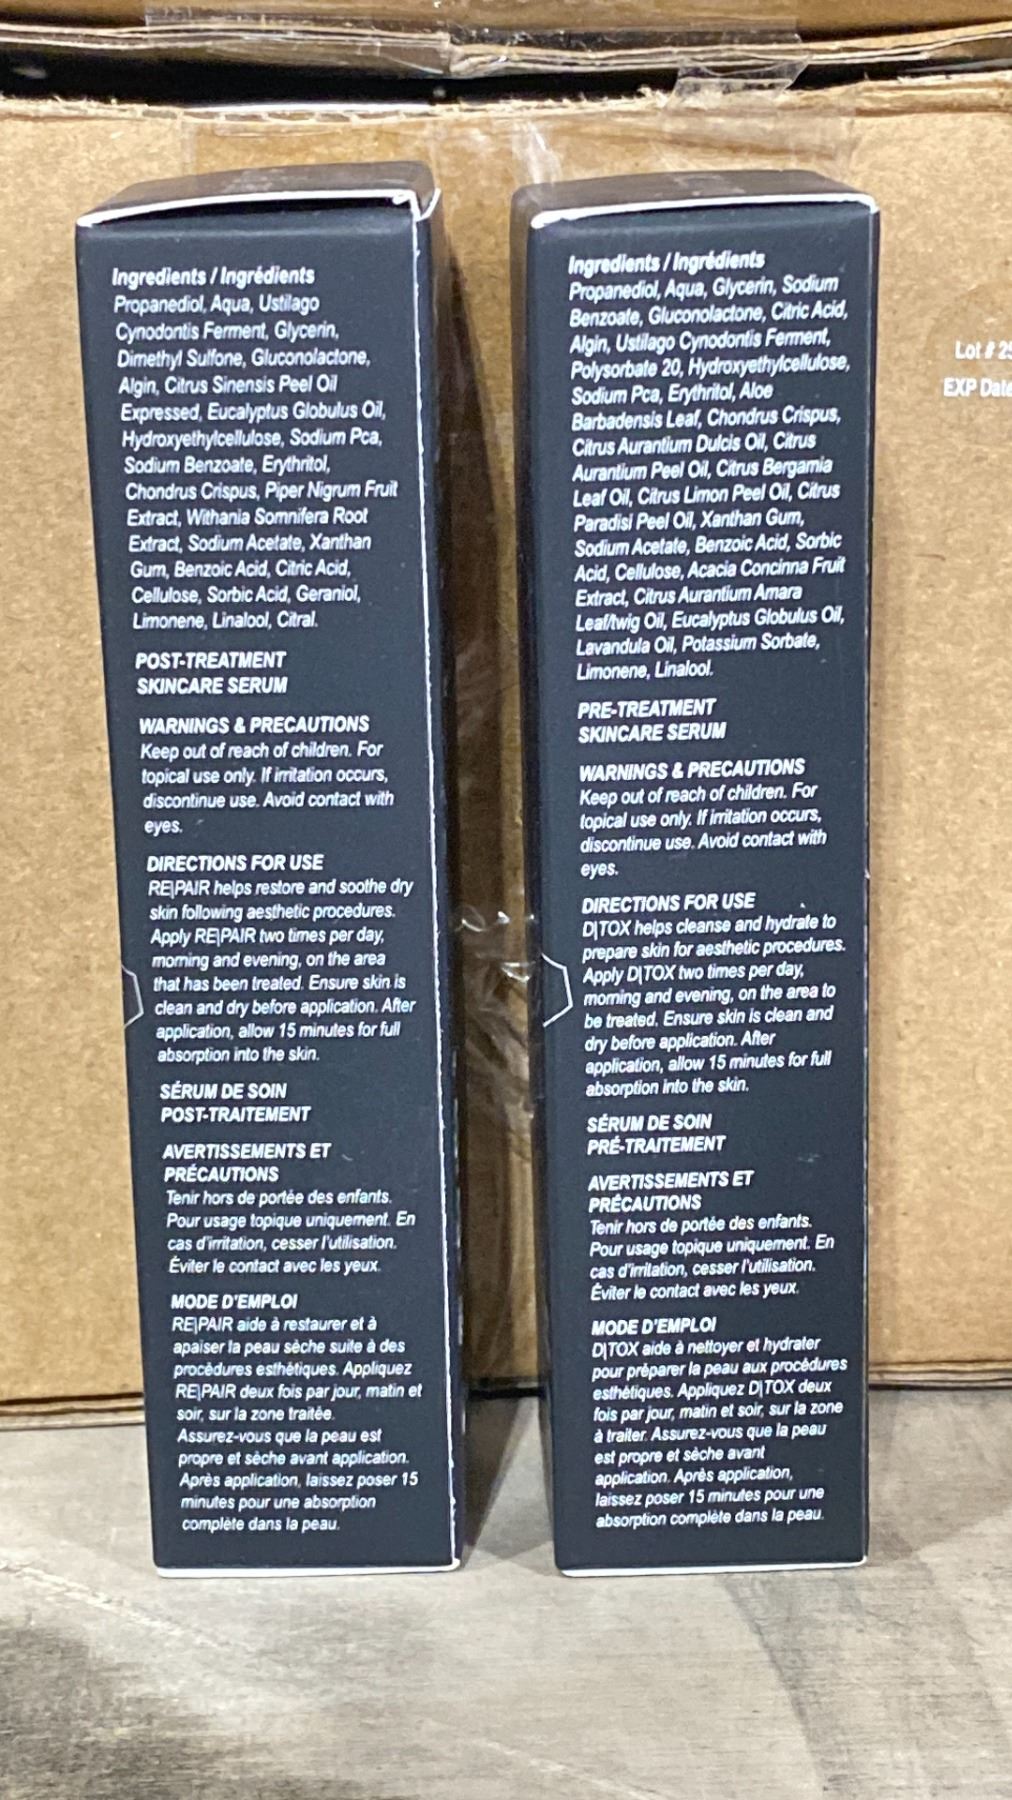 Ingredients / Ingrédients
Propanediol, Aqua, Ustilago
Cynodontis Ferment, Glycerin,
Dimethyl Sulfone, Gluconolactone,
Algin, Citrus Sinensis Peel Oil
Expressed, Eucalyptus Globulus Oil,
Hydroxyethylcellulose, Sodium Pca,
Sodium Benzoate, Erythritol,
Chondrus Crispus, Piper Nigrum Fruit
Extract, Withania Somnifera Root
Extract, Sodium Acetate, Xanthan
Gum, Benzoic Acid, Citric Acid,
Cellulose, Sorbic Acid, Geraniol,
Limonene, Linalool, Citral.
POST-TREATMENT
SKINCARE SERUM
WARNINGS & PRECAUTIONS
Keep out of reach of children. For
topical use only. If irritation occurs,
discontinue use. Avoid contact with
eyes.
DIRECTIONS FOR USE
RE|PAIR helps restore and soothe dry
skin following aesthetic procedures.
Apply RE|PAIR two times per day,
morning and evening, on the area
that has been treated. Ensure skin is
clean and dry before application. After
application, allow 15 minutes for full
absorption into the skin.
SÉRUM DE SOIN
POST-TRAITEMENT
AVERTISSEMENTS ET
PRÉCAUTIONS
Tenir hors de portée des enfants.
Pour usage topique uniquement. En
cas d'irritation, cesser l'utilisation.
Éviter le contact avec les yeux.
MODE D'EMPLOI
RE|PAIR aide à restaurer et à
apaiser la peau sèche suite à des
procédures esthétiques. Appliquez
RE|PAIR deux fois par jour, matin et
soir, sur la zone traitée.
Assurez-vous que la peau est
propre et sèche avant application.
Après application, laissez poser 15
minutes pour une absorption
complète dans la peau.
Ingredients / Ingrédients
Propanediol, Aqua, Glycerin, Sodium
Benzoate, Gluconolactone, Citric Acid,
Algin, Ustilago Cynodontis Ferment,
Polysorbate 20, Hydroxyethylcellulose,
Sodium Pca, Erythritol, Aloe
Barbadensis Leaf, Chondrus Crispus,
Citrus Aurantium Dulcis Oil, Citrus
Aurantium Peel Oil, Citrus Bergamia
Leaf Oil, Citrus Limon Peel Oil, Citrus
Paradisi Peel Oil, Xanthan Gum,
Sodium Acetate, Benzoic Acid, Sorbic
Acid, Cellulose, Acacia Concinna Fruit
Extract, Citrus Aurantium Amara
Leaf/twig Oil, Eucalyptus Globulus Oil,
Lavandula Oil, Potassium Sorbate,
Limonene, Linalool.
PRE-TREATMENT
SKINCARE SERUM
WARNINGS & PRECAUTIONS
Keep out of reach of children. For
topical use only. If irritation occurs,
discontinue use. Avoid contact with
eyes.
DIRECTIONS FOR USE
D|TOX helps cleanse and hydrate to
prepare skin for aesthetic procedures.
Apply D|TOX two times per day,
morning and evening, on the area to
be treated. Ensure skin is clean and
dry before application. After
application, allow 15 minutes for full
absorption into the skin.
SÉRUM DE SOIN
PRÉ-TRAITEMENT
AVERTISSEMENTS ET
PRÉCAUTIONS
Tenir hors de portée des enfants.
Pour usage topique uniquement. En
cas d'irritation, cesser l'utilisation.
Éviter le contact avec les yeux.
MODE D'EMPLOI
D|TOX aide à nettoyer et hydrater
pour préparer la peau aux procédures
esthétiques. Appliquez D|TOX deux
fois par jour, matin et soir, sur la zone
à traiter. Assurez-vous que la peau
est propre et sèche avant
application. Après application,
laissez poser 15 minutes pour une
absorption complète dans la peau.
Lot # 25
EXP Date